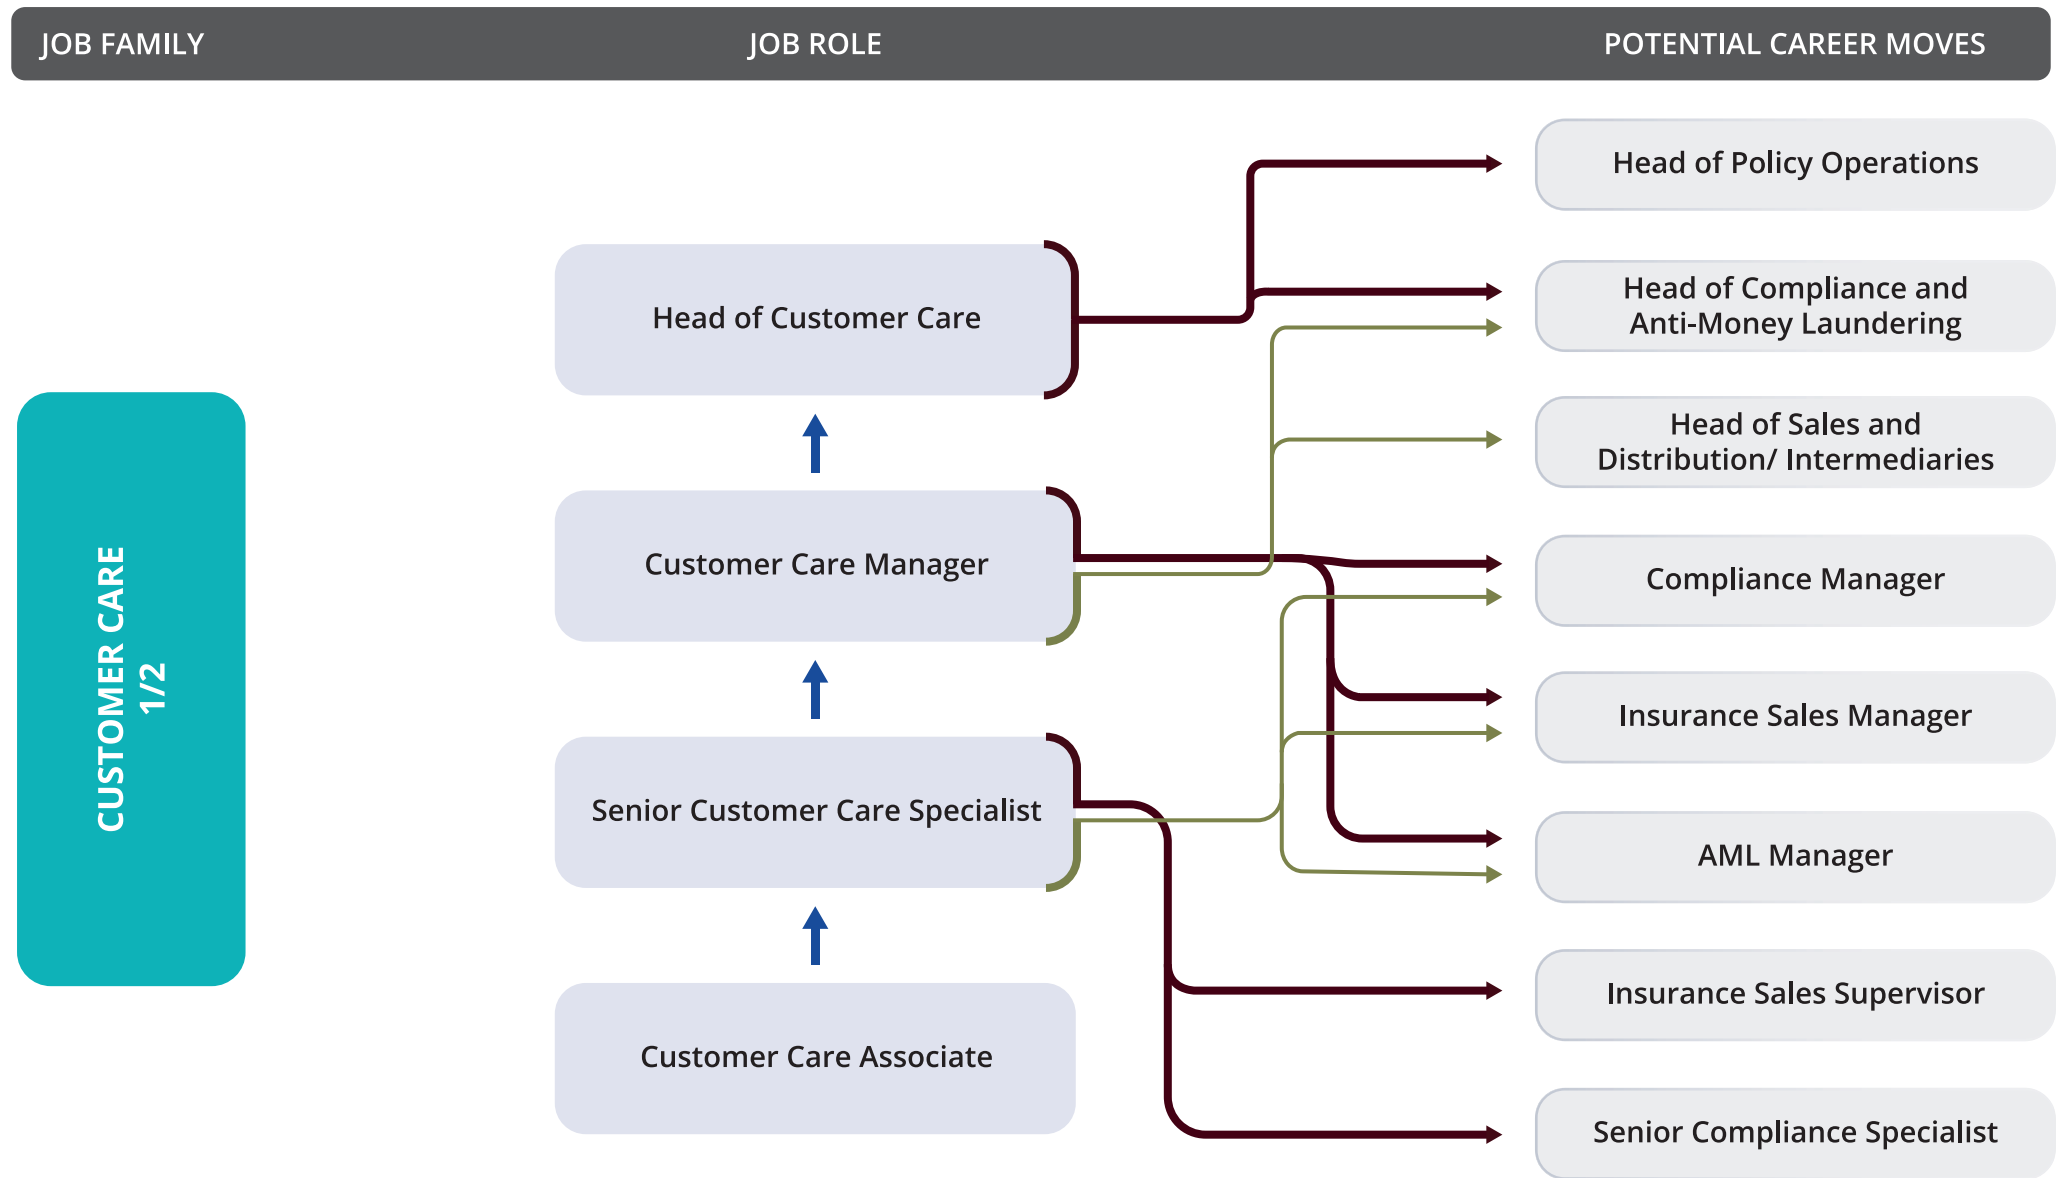 JOB FAMILY
JOB ROLE
POTENTIAL CAREER MOVES
CUSTOMER CARE
1/2
Head of Customer Care
Customer Care Manager
Senior Customer Care Specialist
Customer Care Associate
Head of Policy Operations
Head of Compliance and
Anti-Money Laundering
Head of Sales and
Distribution/ Intermediaries
Compliance Manager
Insurance Sales Manager
AML Manager
Insurance Sales Supervisor
Senior Compliance Specialist